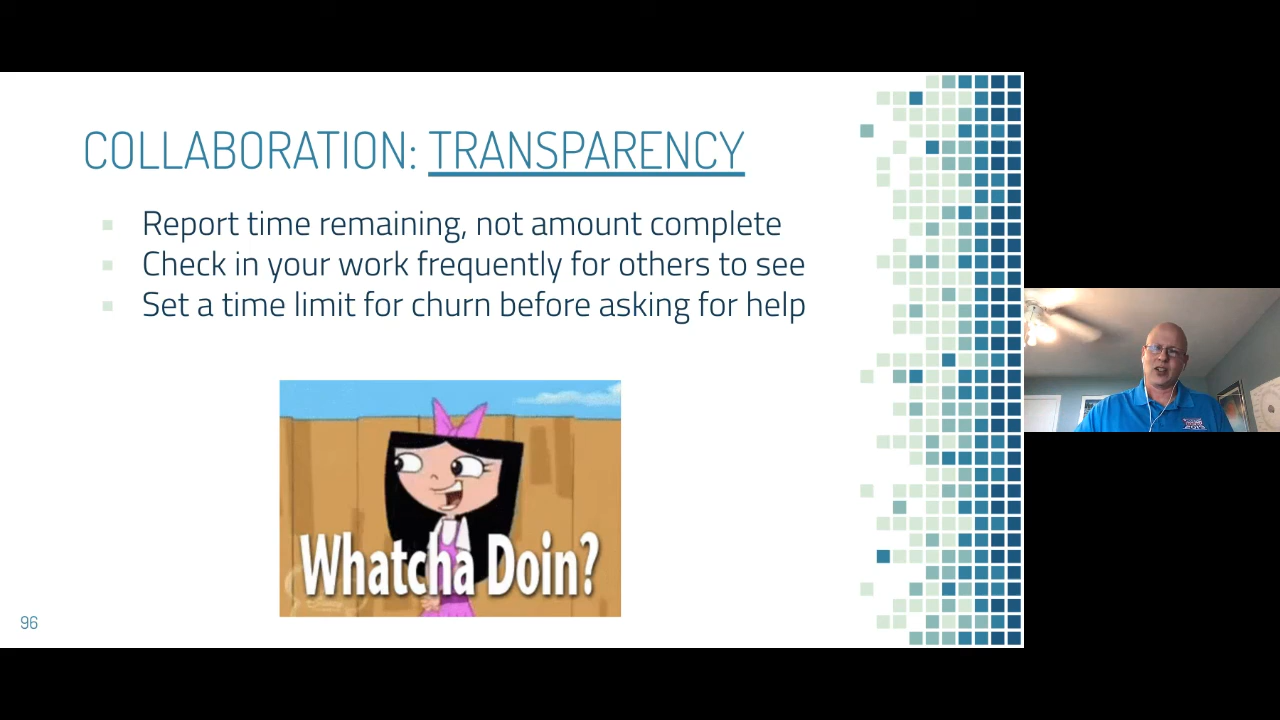 COLLABORATION: TRANSPARENCY
Report time remaining, not amount complete
Check in your work frequently for others to see
Set a time limit for churn before asking for help
Whatcha Doin?
96